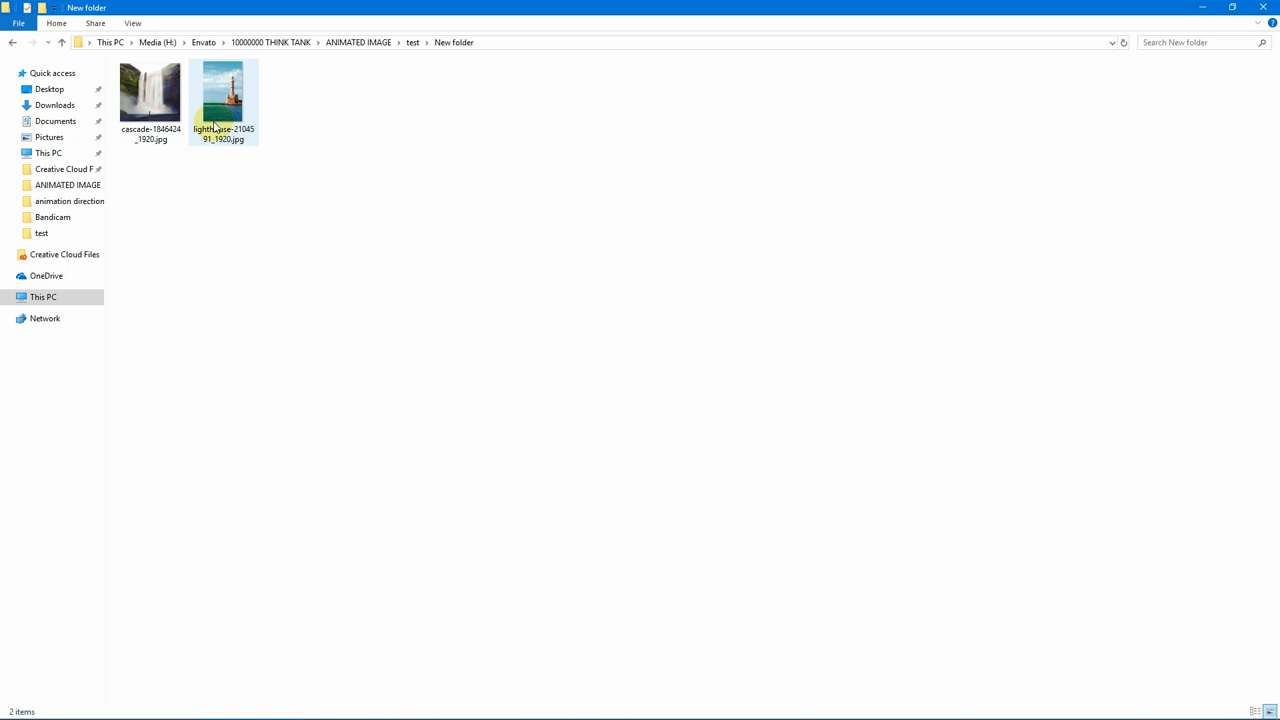 New folder
File Home Share View
This PC Media (H:) Envato 10000000 THINK TANK ANIMATED IMAGE test New folder
Search New folder
Quick access
Desktop
Downloads
Documents
Pictures
This PC
Creative Cloud F
ANIMATED IMAGE
animation direction
Bandicam
test
Creative Cloud Files
OneDrive
This PC
Network
cascade-1846424
_1920.jpg
lighthouse-21045
91_1920.jpg
2 items